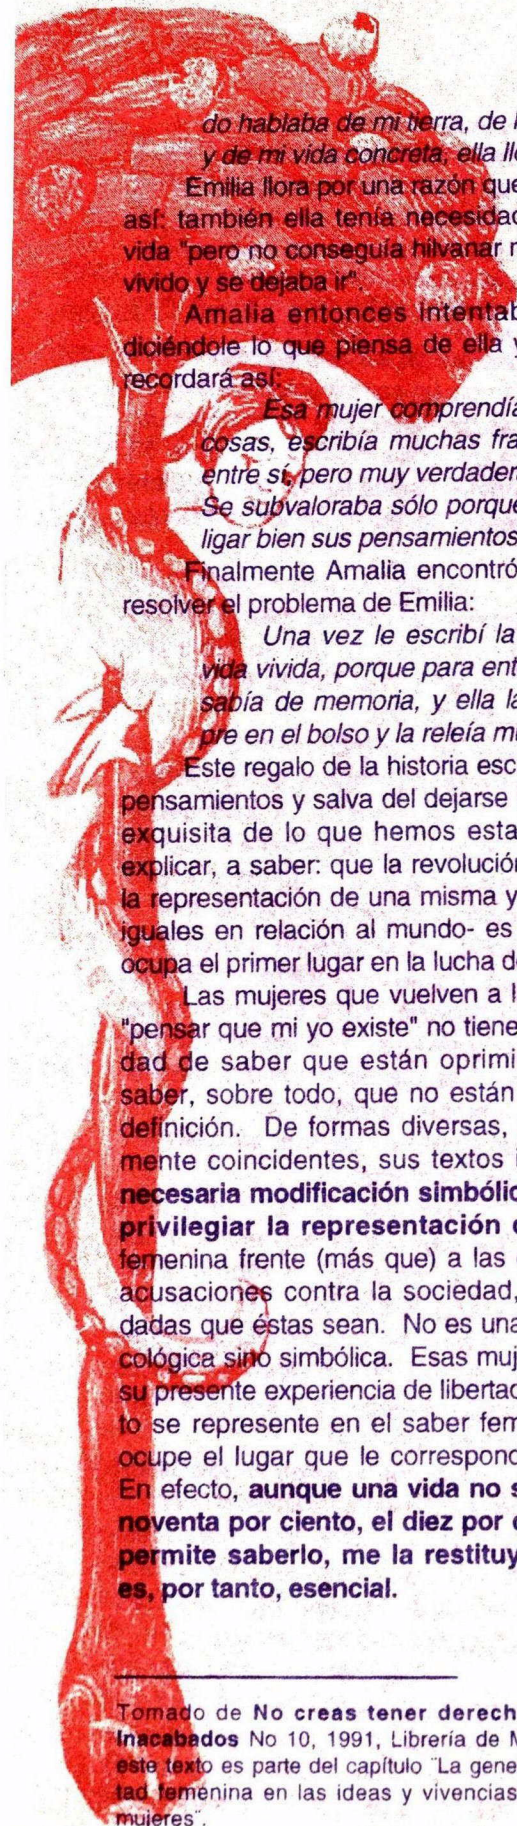 do hablaba de mi tierra, de l
y de mi vida concreta, ella llo
Emilia llora por una razón que
así: también ella tenía necesidad
vida "pero no conseguía hilvanar n
vivido y se dejaba ir".
Amalia entonces intentab
diciéndole lo que piensa de ella y
recordará así:
Esa mujer comprendía
cosas, escribía muchas fra
entre sí, pero muy verdader
Se subvaloraba sólo porque
ligar bien sus pensamientos
Finalmente Amalia encontró
resolver el problema de Emilia:
Una vez le escribí la
vida vivida, porque para ent
sabía de memoria, y ella la
pre en el bolso y la releía m
Este regalo de la historia esc
pensamientos y salva del dejarse
exquisita de lo que hemos esta
explicar, a saber: que la revolución
la representación de una misma y
iguales en relación al mundo- es
ocupa el primer lugar en la lucha d
Las mujeres que vuelven a l
"pensar que mi yo existe" no tiene
dad de saber que están oprimi
saber, sobre todo, que no están
definición. De formas diversas,
mente coincidentes, sus textos i
necesaria modificación simbólic
privilegiar la representación d
femenina frente (más que) a las
acusaciones contra la sociedad,
dadas que éstas sean. No es una
cológica sino simbólica. Esas muj
su presente experiencia de libertad
to se represente en el saber fem
ocupe el lugar que le correspond
En efecto, aunque una vida no s
noventa por ciento, el diez por c
permite saberlo, me la restituy
es, por tanto, esencial.
Tomado de No creas tener derech
Inacabados No 10, 1991, Librería de M
este texto es parte del capítulo "La gene
tad femenina en las ideas y vivencias
mujeres".